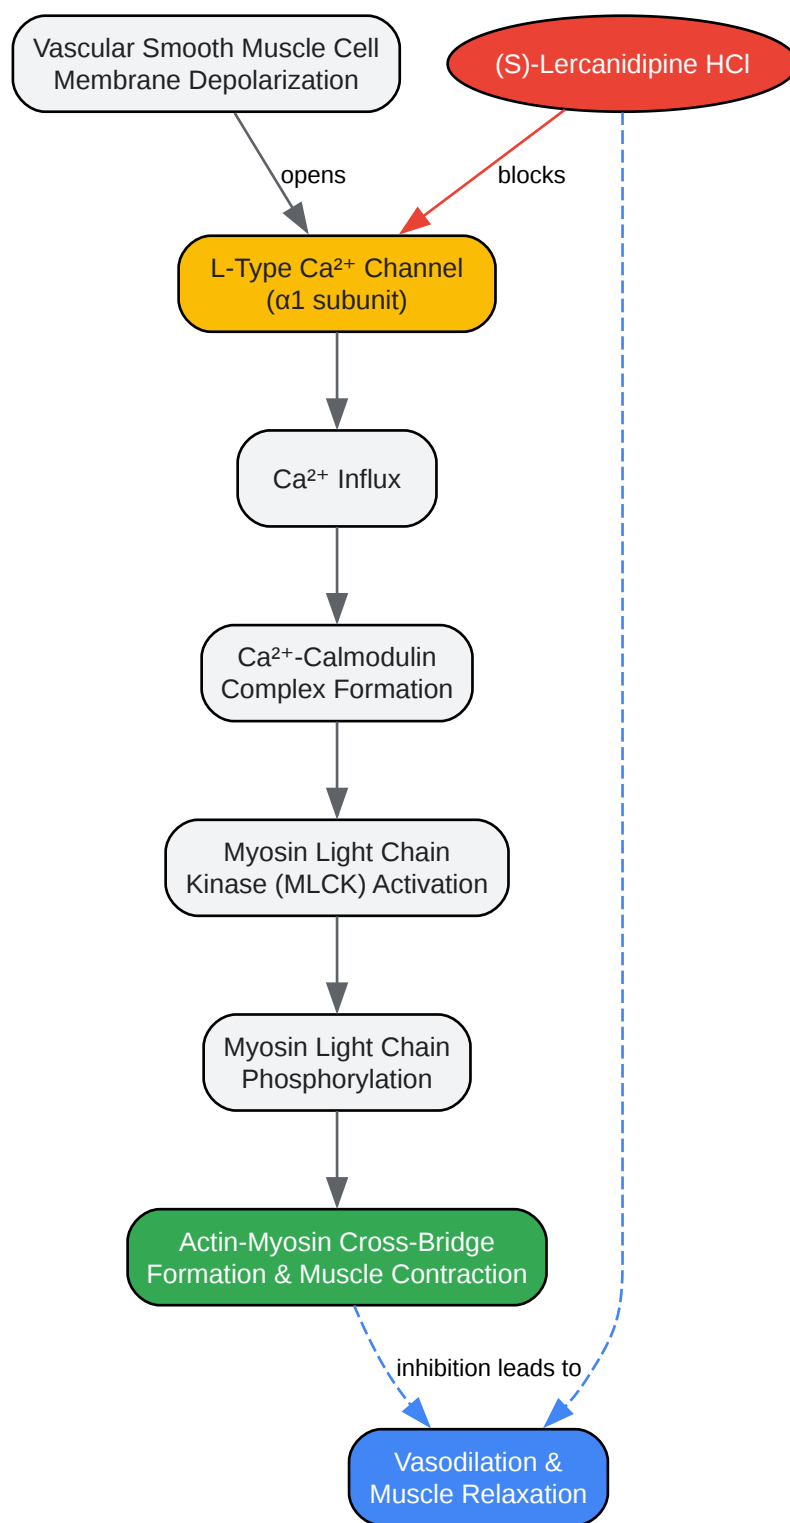 Vascular Smooth Muscle Cell
Membrane Depolarization
(S)-Lercanidipine HCl
opens
blocks
L-Type Ca²⁺ Channel
(α1 subunit)
Ca²⁺ Influx
Ca²⁺-Calmodulin
Complex Formation
Myosin Light Chain
Kinase (MLCK) Activation
Myosin Light Chain
Phosphorylation
Actin-Myosin Cross-Bridge
Formation & Muscle Contraction
inhibition leads to
Vasodilation &
Muscle Relaxation